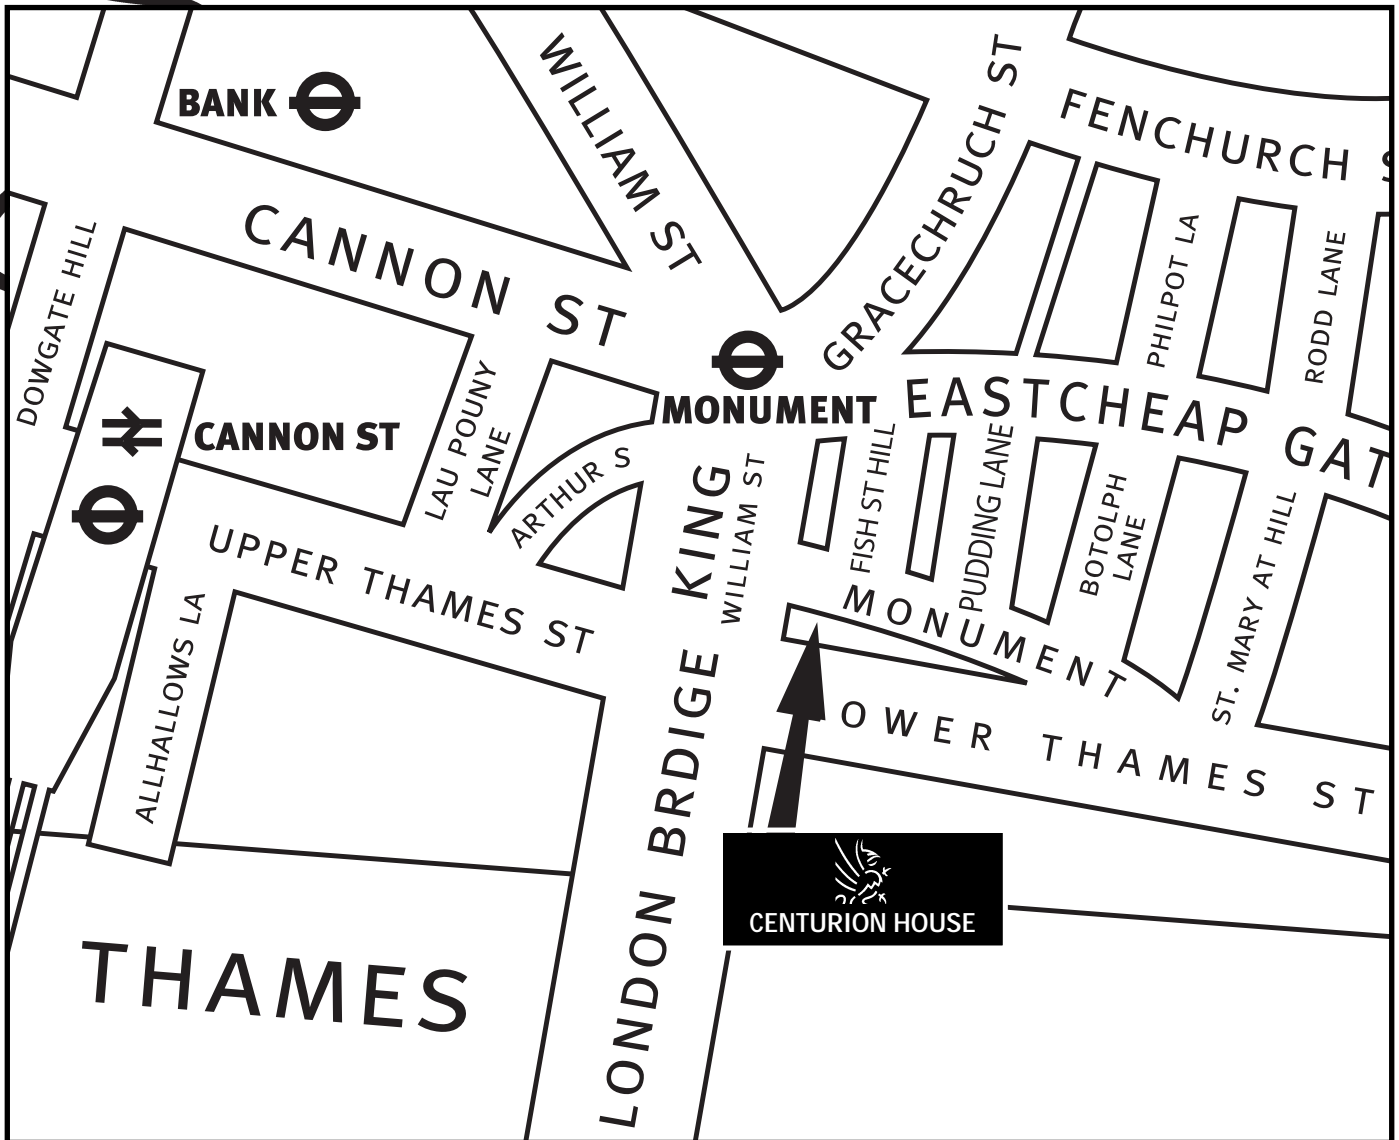 BANK
WILLIAM ST
GRACECHRUCH ST
FENCHURCH S
CANNON ST
DOWGATE HILL
PHILPOT LA
RODD LANE
MONUMENT
EASTCHEAP
GAT
CANNON ST
LAU POUNY
LANE
ARTHUR S
KING
WILLIAM ST
FISH ST HILL
PUDDING LANE
BOTOLPH
LANE
ST. MARY AT HILL
UPPER THAMES ST
MONUMENT
ALLHALLOWS LA
OWER THAMES ST
LONDON BRDIGE
CENTURION HOUSE
THAMES